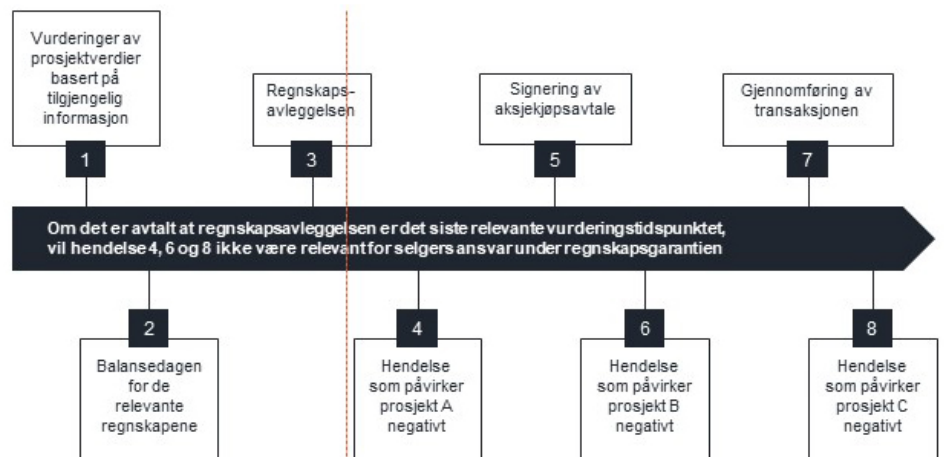 Vurderinger av
prosjektverdier
basert på
tilgjengelig
informasjon
1
Regnskaps-
avleggelsen
3
Signering av
aksjekjøpsavtale
5
Gjennomføring av
transaksjonen
7
Om det er avtalt at regnskapsavleggelsen er det siste relevante vurderingstidspunktet,
vil hendelse 4, 6 og 8 ikke være relevant for selgers ansvar under regnskapsgarantien
2
Balansedagen
for de
relevante
regnskapene
4
Hendelse
som påvirker
prosjekt A
negativt
6
Hendelse
som påvirker
prosjekt B
negativt
8
Hendelse
som påvirker
prosjekt C
negativt